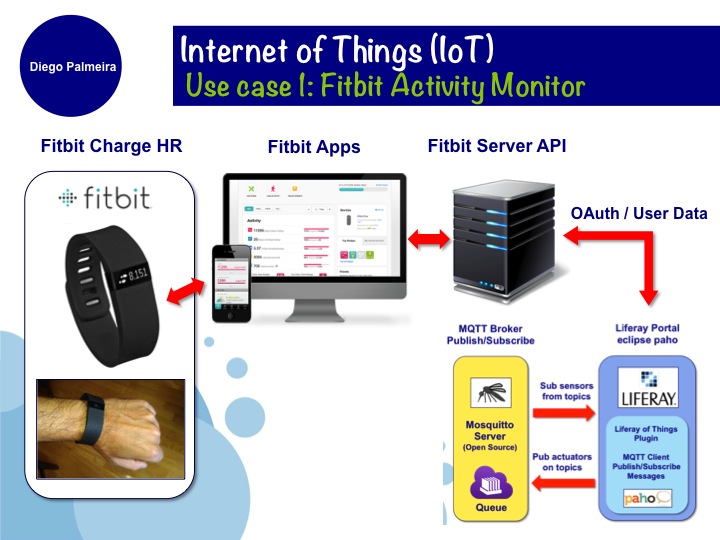 Diego Palmeira
Internet of Things (IoT)
Use case 1: Fitbit Activity Monitor
Fitbit Charge HR
Fitbit Apps
Fitbit Server API
fitbit
8,151
Activity
OAuth / User Data
MQTT Broker
Publish/Subscribe
Liferay Portal
eclipse paho
Mosquitto
Server
(Open Source)
Queue
Sub sensors
from topics
Pub actuators
on topics
LIFERAY.
Liferay of Things
Plugin
MQTT Client
Publish/Subscribe
Messages
paho